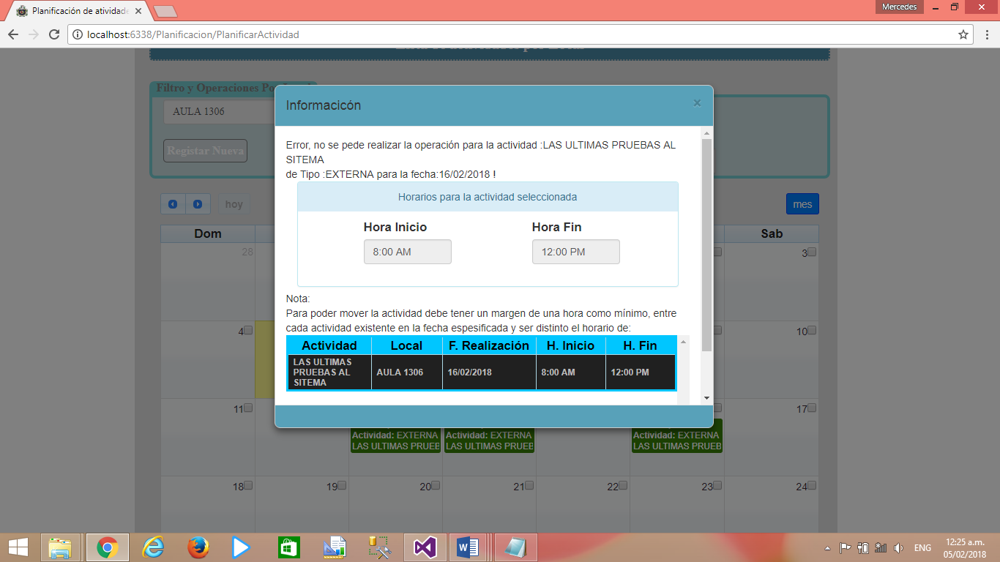 Mercedes
Planificación de atividade
localhost:6338/Planificacion/PlanificarActividad
Filtro y Operaciones Po
AULA 1306
Registar Nueva
Informacicón
×
Error, no se pede realizar la operación para la actividad :LAS ULTIMAS PRUEBAS AL
SITEMA
de Tipo :EXTERNA para la fecha:16/02/2018 !
Horarios para la actividad seleccionada
Hora Inicio Hora Fin
8:00 AM 12:00 PM
Nota:
Para poder mover la actividad debe tener un margen de una hora como mínimo, entre
cada actividad existente en la fecha espesificada y ser distinto el horario de:
Actividad Local F. Realización H. Inicio H. Fin
LAS ULTIMAS
PRUEBAS AL
SITEMA
AULA 1306 16/02/2018 8:00 AM 12:00 PM
hoy mes
Dom Sab
28 3
4 10
11 17
Actividad: EXTERNA Actividad: EXTERNA Actividad: EXTERNA
LAS ULTIMAS PRUEB LAS ULTIMAS PRUEB LAS ULTIMAS PRUEB
18 19 20 21 22 23 24
ENG
12:25 a.m.
05/02/2018